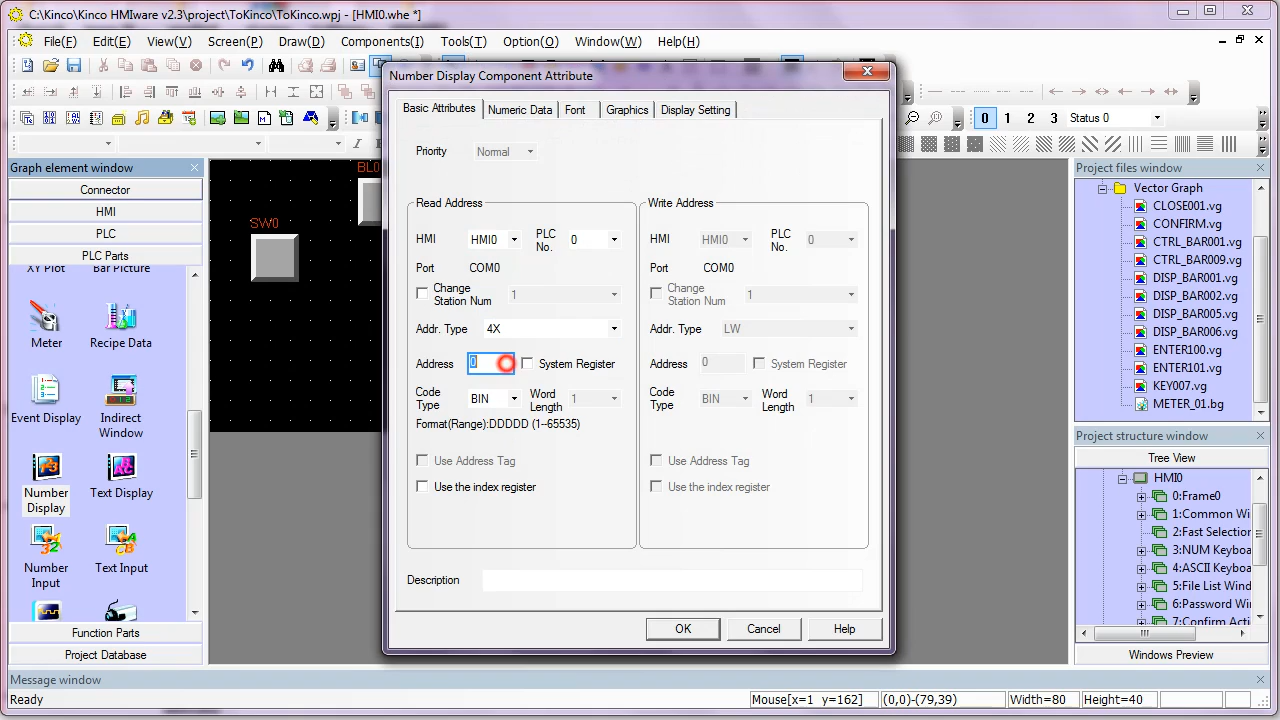 C:\Kinco\Kinco HMIware v2.3\project\ToKinco\ToKinco.wpj - [HMI0.whe *]
File(F) Edit(E) View(V) Screen(P) Draw(D) Components(I) Tools(T) Option(O) Window(W) Help(H)
0 1 2 3 Status 0
Graph element window
Connector
HMI
PLC
PLC Parts
XY Plot Bar Picture
Meter Recipe Data
Event Display Indirect Window
Number Display Text Display
Number Input Text Input
Function Parts
Project Database
BL0
SW0
Number Display Component Attribute
Basic Attributes Numeric Data Font Graphics Display Setting
Priority Normal
Read Address
HMI HMI0 PLC No. 0
Port COM0
Change Station Num 1
Addr. Type 4X
Address 0 System Register
Code Type BIN Word Length 1
Format(Range):DDDDD (1--65535)
Use Address Tag
Use the index register
Write Address
HMI HMI0 PLC No. 0
Port COM0
Change Station Num 1
Addr. Type LW
Address 0 System Register
Code Type BIN Word Length 1
Use Address Tag
Use the index register
Description
OK Cancel Help
Project files window
Vector Graph
CLOSE001.vg
CONFIRM.vg
CTRL_BAR001.vg
CTRL_BAR009.vg
DISP_BAR001.vg
DISP_BAR002.vg
DISP_BAR005.vg
DISP_BAR006.vg
ENTER100.vg
ENTER101.vg
KEY007.vg
METER_01.bg
Project structure window
Tree View
HMI0
0:Frame0
1:Common Wi
2:Fast Selection
3:NUM Keyboa
4:ASCII Keyboa
5:File List Wind
6:Password Wi
7:Confirm Acti
Windows Preview
Message window
Ready Mouse[x=1 y=162] (0,0)-(79,39) Width=80 Height=40